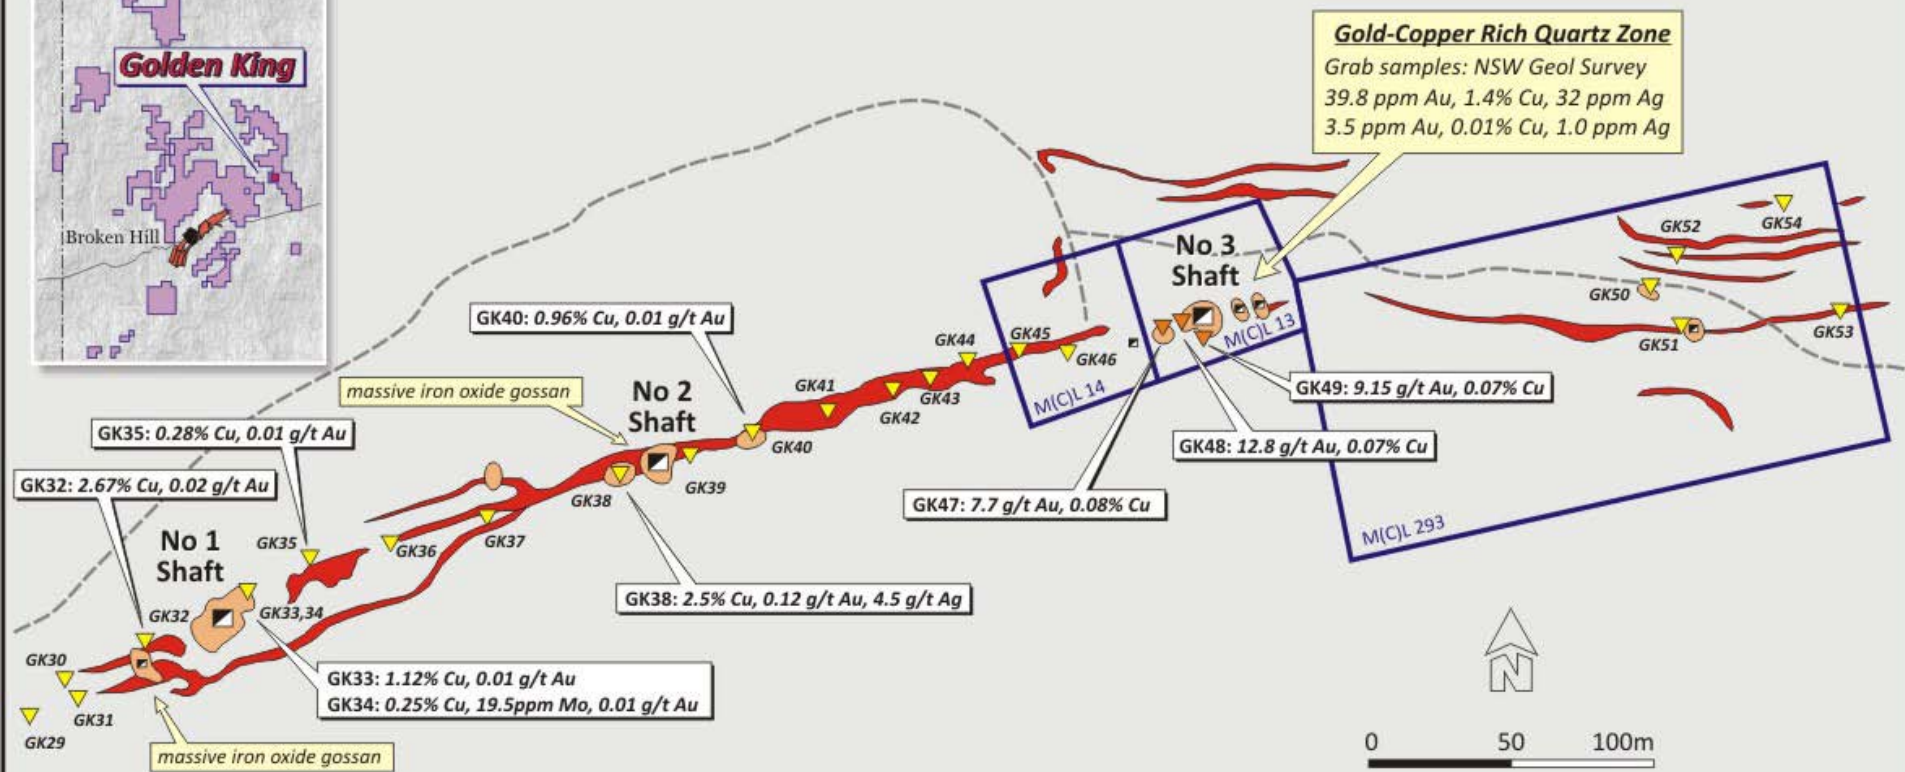 Golden King
Broken Hill
Gold-Copper Rich Quartz Zone
Grab samples: NSW Geol Survey
39.8 ppm Au, 1.4% Cu, 32 ppm Ag
3.5 ppm Au, 0.01% Cu, 1.0 ppm Ag
GK54
GK52
No 3
Shaft
GK50
GK53
GK51
M(C)L 13
M(C)L 14
M(C)L 293
GK40: 0.96% Cu, 0.01 g/t Au
GK44
GK45
GK46
GK41
GK43
GK42
GK40
massive iron oxide gossan
No 2
Shaft
GK49: 9.15 g/t Au, 0.07% Cu
GK48: 12.8 g/t Au, 0.07% Cu
GK47: 7.7 g/t Au, 0.08% Cu
GK35: 0.28% Cu, 0.01 g/t Au
GK32: 2.67% Cu, 0.02 g/t Au
GK38
GK39
GK37
GK36
GK35
No 1
Shaft
GK38: 2.5% Cu, 0.12 g/t Au, 4.5 g/t Ag
GK32
GK33,34
GK30
GK31
GK29
GK33: 1.12% Cu, 0.01 g/t Au
GK34: 0.25% Cu, 19.5ppm Mo, 0.01 g/t Au
massive iron oxide gossan
N
0 50 100m